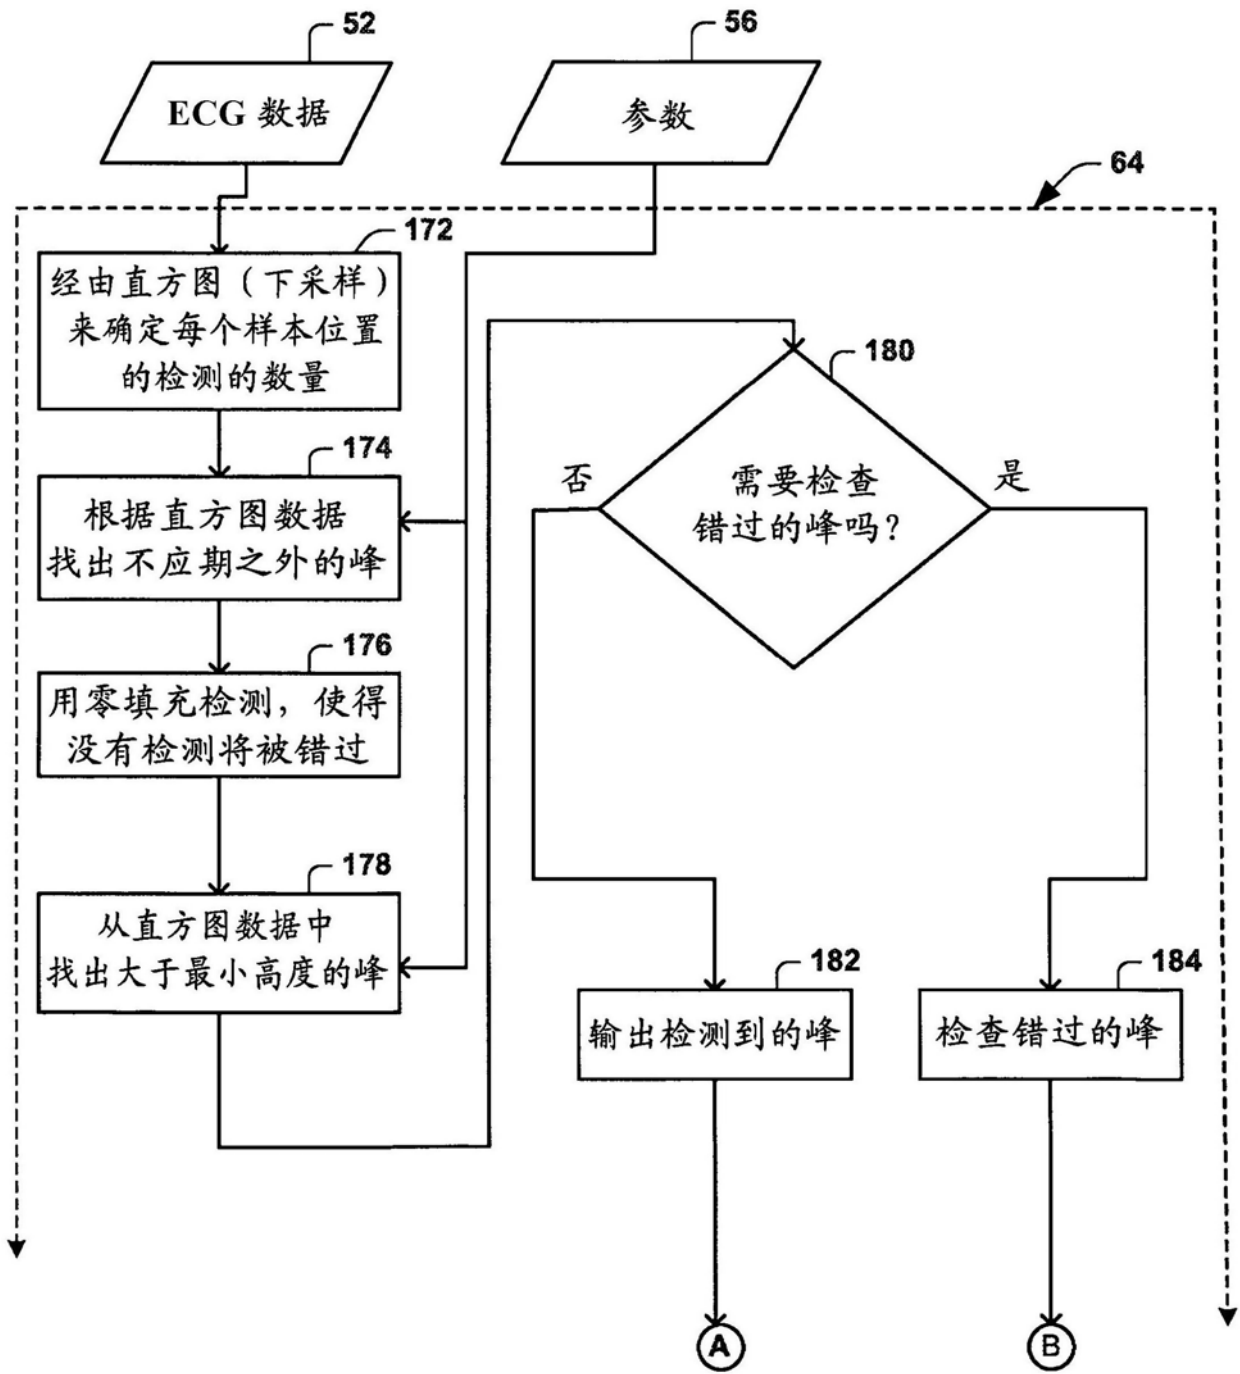 52
ECG 数据
56
参数
64
172
经由直方图（下采样）
来确定每个样本位置
的检测的数量
174
根据直方图数据
找出不应期之外的峰
176
用零填充检测，使得
没有检测将被错过
178
从直方图数据中
找出大于最小高度的峰
180
需要检查
错过的峰吗？
否
是
182
输出检测到的峰
184
检查错过的峰
A
B